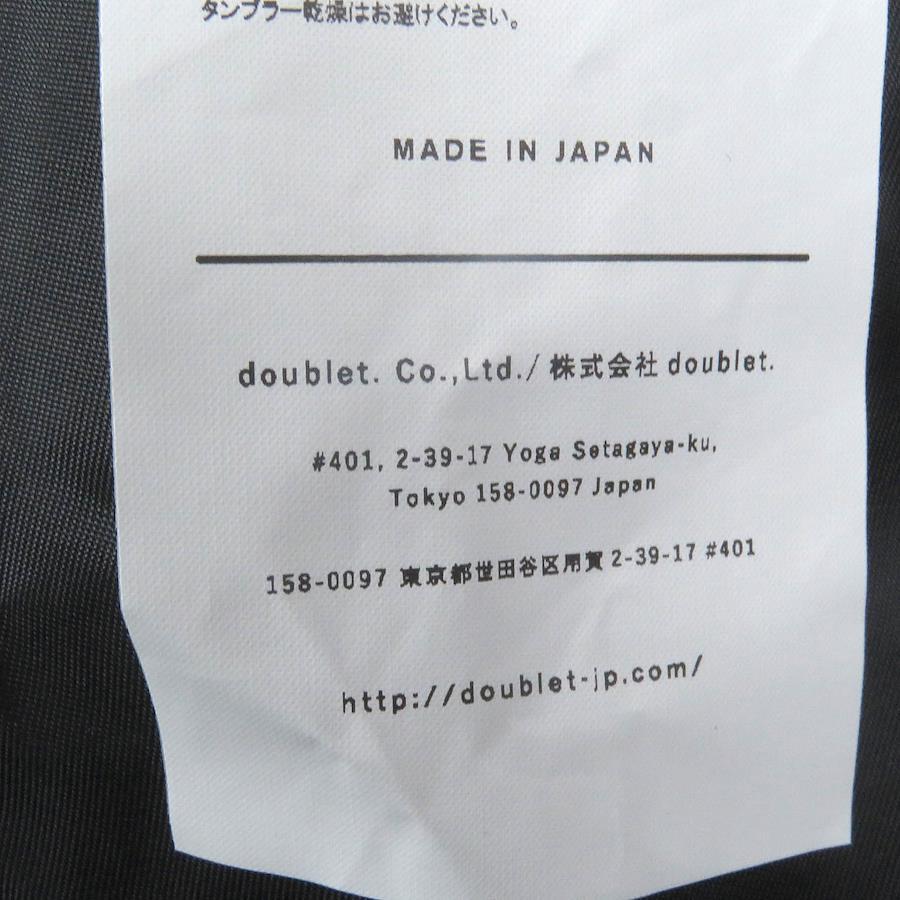 タンブラー乾燥はお避けください。
MADE IN JAPAN
doublet. Co.,Ltd./ 株式会社 doublet.
#401, 2-39-17 Yoga Setagaya-ku,
Tokyo 158-0097 Japan
158-0097 東京都世田谷区用賀 2-39-17 #401
http://doublet-jp.com/